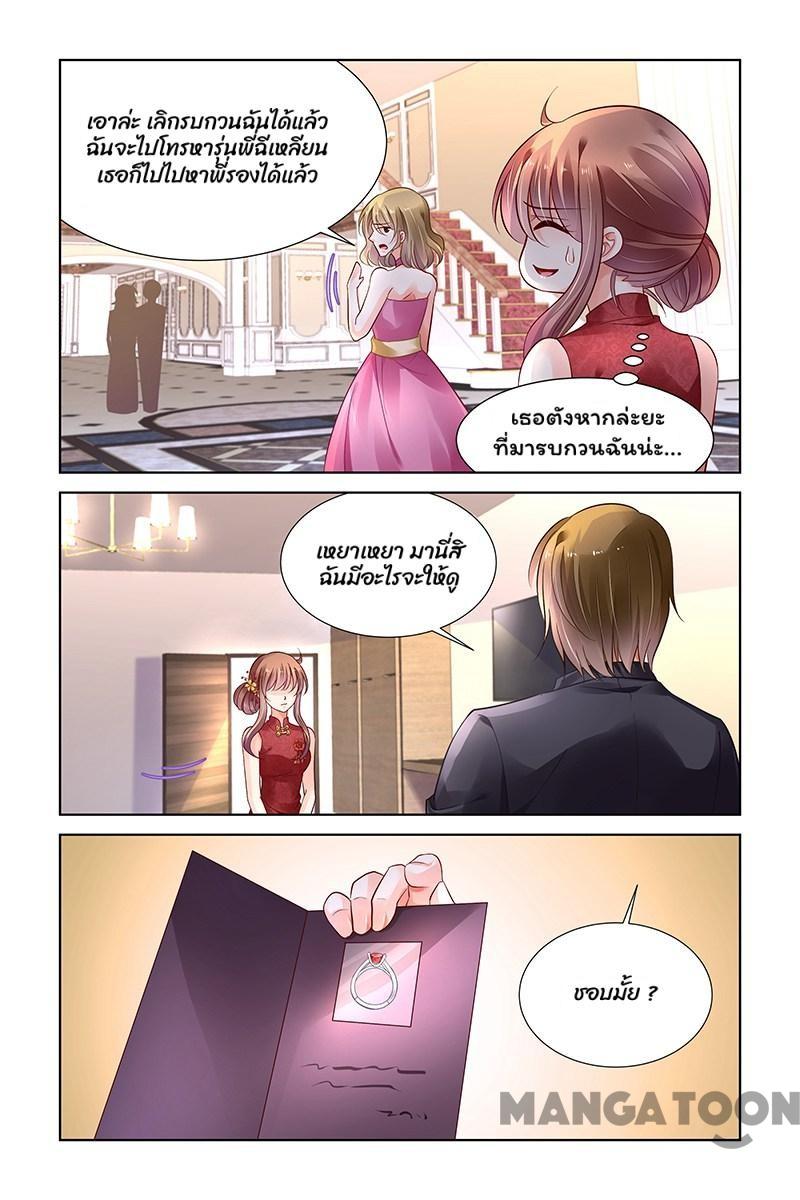 เอาล่ะ เลิกรบกวนฉันได้แล้ว
ฉันจะไปโทรหารุ่นพี่ฉีเหลียน
เธอก็ไปไปหาพี่รองได้แล้ว
เธอตังหากล่ะยะ
ที่มารบกวนฉันน่ะ...
เหยาเหยา มานี่สิ
ฉันมีอะไรจะให้ดู
ชอบมั้ย ?
MANGATOON